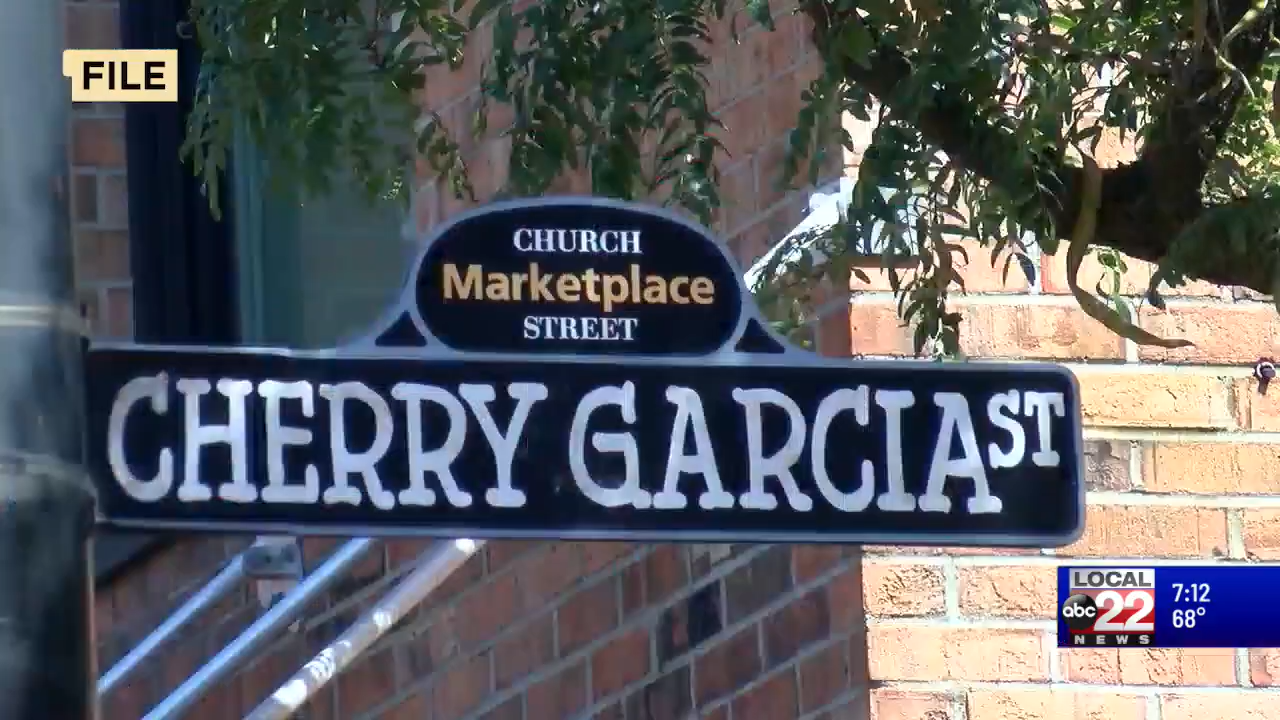 FILE
CHURCH
Marketplace
STREET
CHERRY GARCIA ST
LOCAL
abc 22
NEWS
7:12
68°